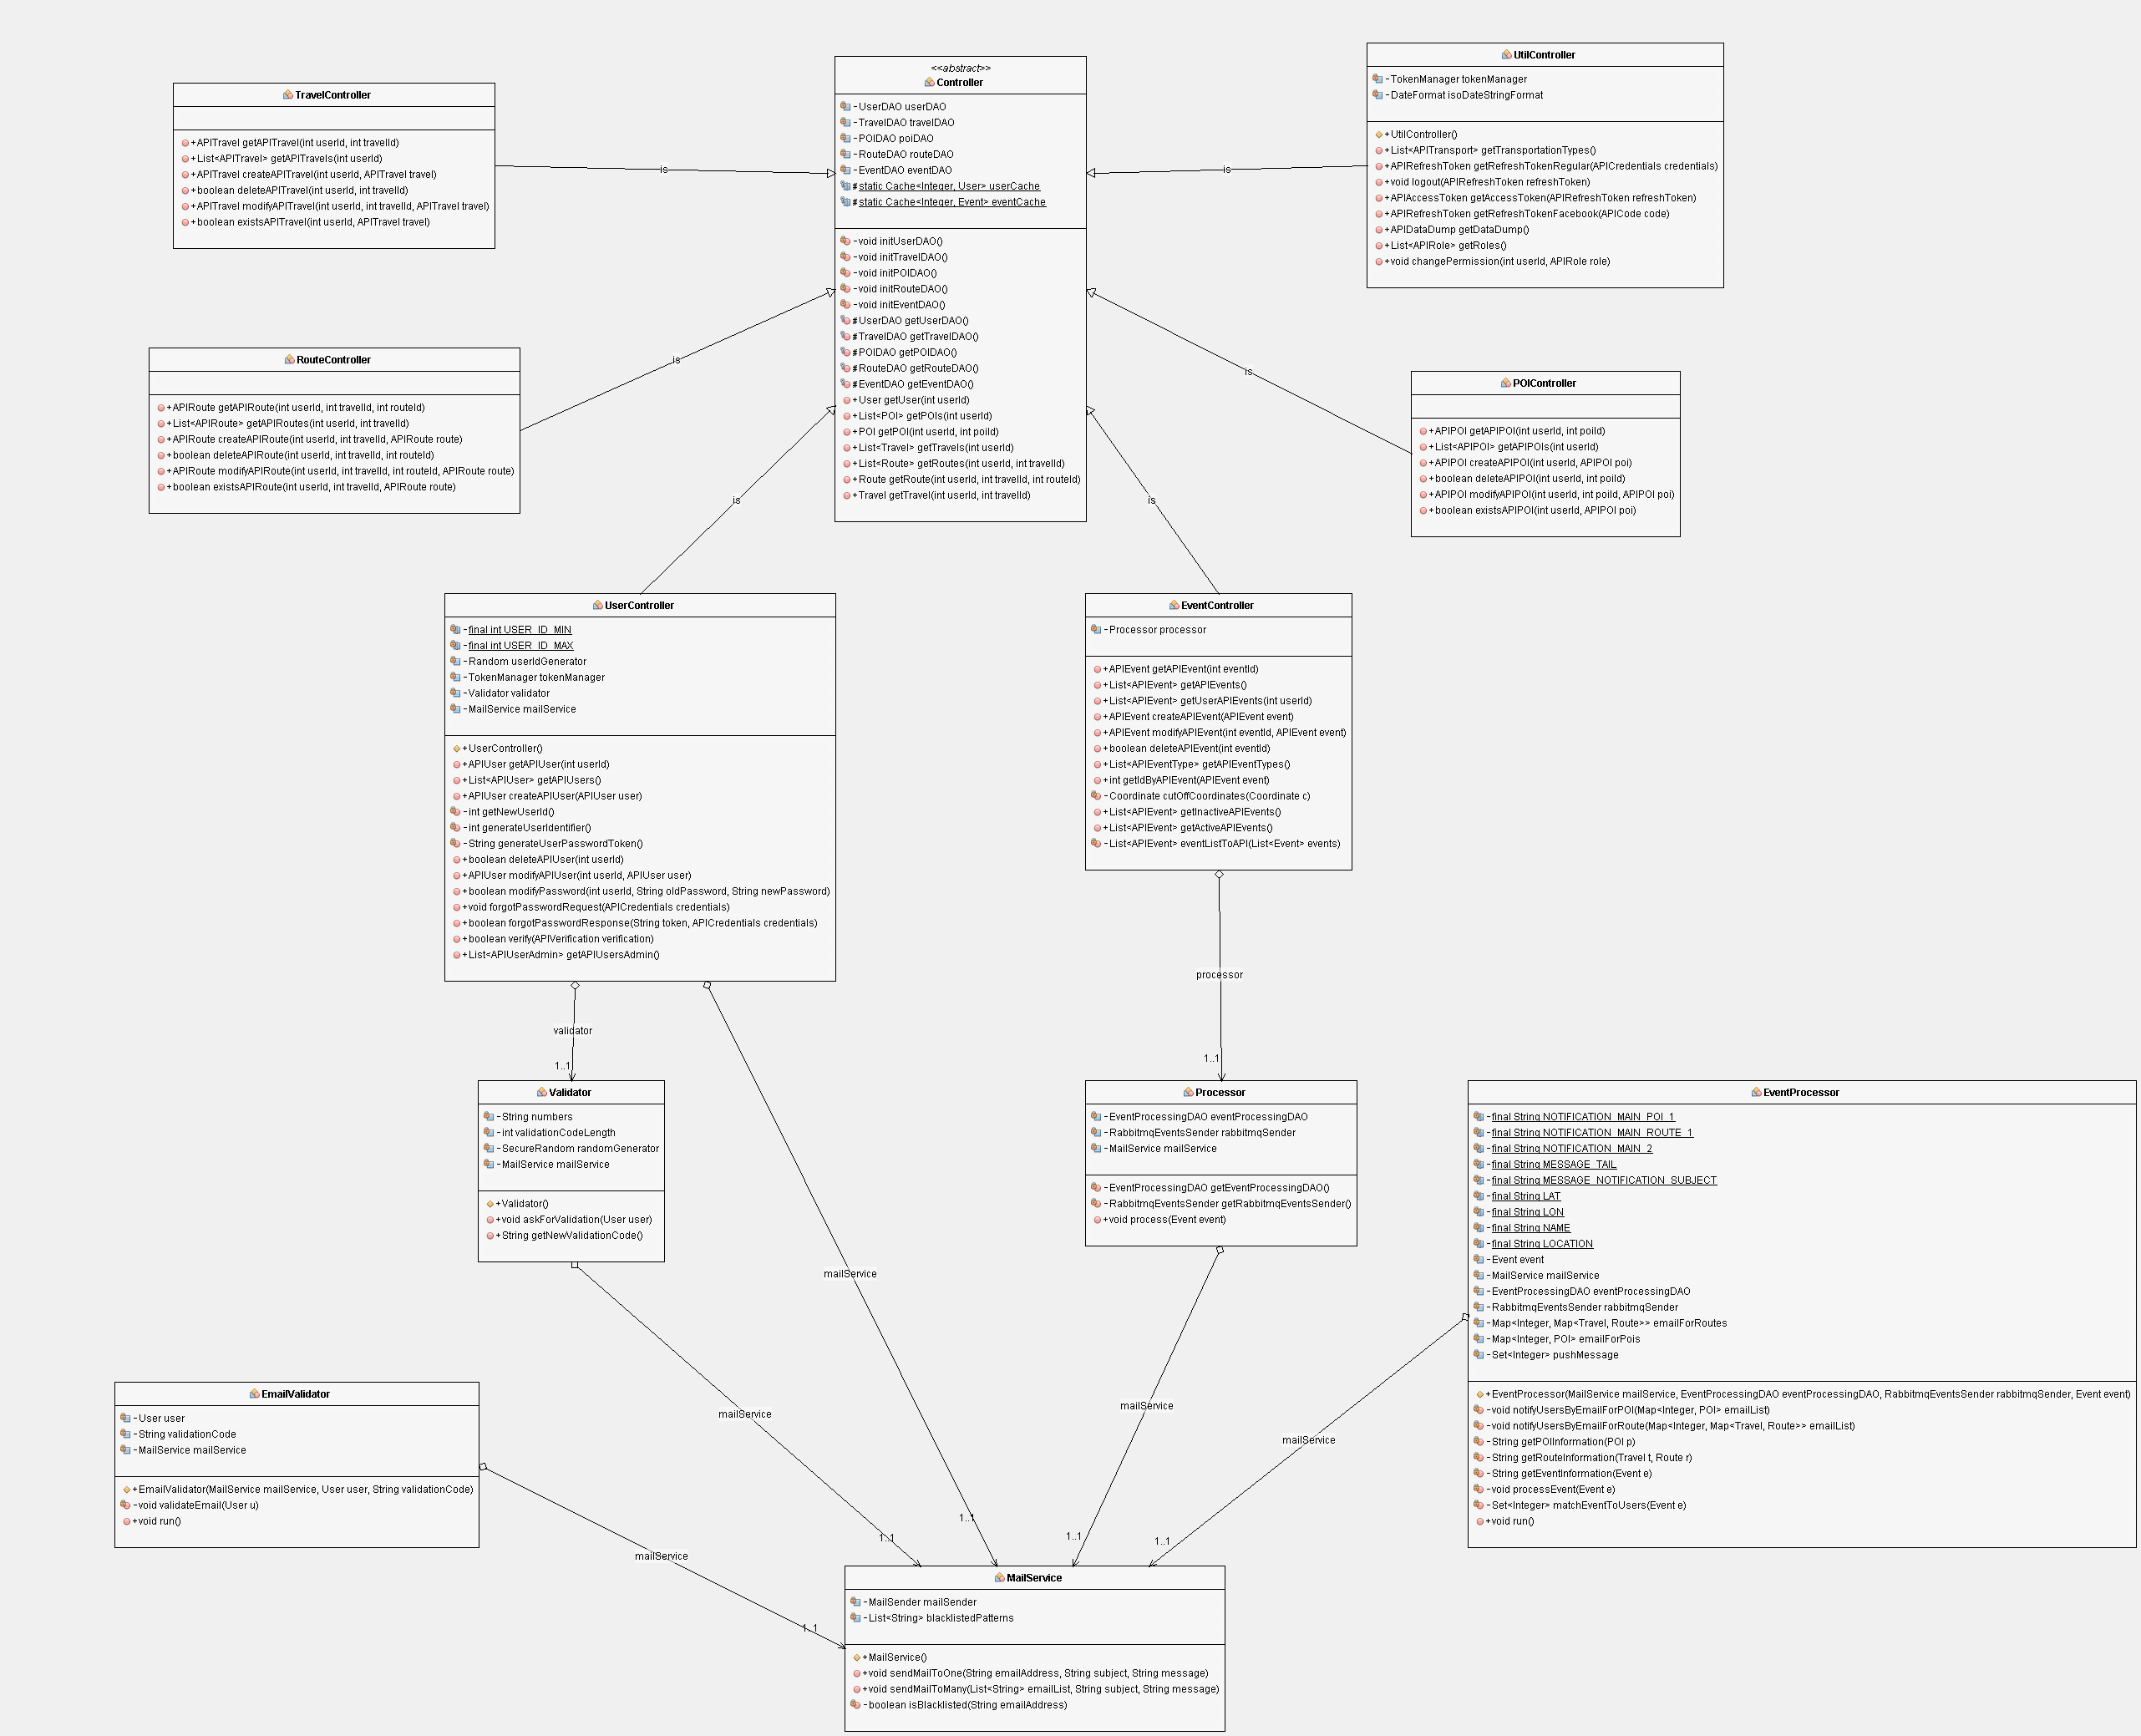 TravelController
+APITravel getAPITravel(int userId, int travelId)
+List<APITravel> getAPITravels(int userId)
+APITravel createAPITravel(int userId, APITravel travel)
+boolean deleteAPITravel(int userId, int travelId)
+APITravel modifyAPITravel(int userId, int travelId, APITravel travel)
+boolean existsAPITravel(int userId, APITravel travel)
is
<<abstract>>
Controller
-UserDAO userDAO
-TravelDAO travelDAO
-POIDAO poiDAO
-RouteDAO routeDAO
-EventDAO eventDAO
#static Cache<Integer, User> userCache
#static Cache<Integer, Event> eventCache
-void initUserDAO()
-void initTravelDAO()
-void initPOIDAO()
-void initRouteDAO()
-void initEventDAO()
#UserDAO getUserDAO()
#TravelDAO getTravelDAO()
#POIDAO getPOIDAO()
#RouteDAO getRouteDAO()
#EventDAO getEventDAO()
+User getUser(int userId)
+List<POI> getPOIs(int userId)
+POI getPOI(int userId, int poiId)
+List<Travel> getTravels(int userId)
+List<Route> getRoutes(int userId, int travelId)
+Route getRoute(int userId, int travelId, int routeId)
+Travel getTravel(int userId, int travelId)
is
UtilController
-TokenManager tokenManager
-DateFormat isoDateStringFormat
+UtilController()
+List<APITransport> getTransportationTypes()
+APIRefreshToken getRefreshTokenRegular(APICredentials credentials)
+void logout(APIRefreshToken refreshToken)
+APIAccessToken getAccessToken(APIRefreshToken refreshToken)
+APIRefreshToken getRefreshTokenFacebook(APICode code)
+APIDataDump getDataDump()
+List<APIRole> getRoles()
+void changePermission(int userId, APIRole role)
RouteController
+APIRoute getAPIRoute(int userId, int travelId, int routeId)
+List<APIRoute> getAPIRoutes(int userId, int travelId)
+APIRoute createAPIRoute(int userId, int travelId, APIRoute route)
+boolean deleteAPIRoute(int userId, int travelId, int routeId)
+APIRoute modifyAPIRoute(int userId, int travelId, int routeId, APIRoute route)
+boolean existsAPIRoute(int userId, int travelId, APIRoute route)
is
is
POIController
+APIPOI getAPIPOI(int userId, int poiId)
+List<APIPOI> getAPIPOIs(int userId)
+APIPOI createAPIPOI(int userId, APIPOI poi)
+boolean deleteAPIPOI(int userId, int poiId)
+APIPOI modifyAPIPOI(int userId, int poiId, APIPOI poi)
+boolean existsAPIPOI(int userId, APIPOI poi)
is
is
UserController
-final int USER_ID_MIN
-final int USER_ID_MAX
-Random userIdGenerator
-TokenManager tokenManager
-Validator validator
-MailService mailService
+UserController()
+APIUser getAPIUser(int userId)
+List<APIUser> getAPIUsers()
+APIUser createAPIUser(APIUser user)
-int getNewUserId()
-int generateUserIdentifier()
-String generateUserPasswordToken()
+boolean deleteAPIUser(int userId)
+APIUser modifyAPIUser(int userId, APIUser user)
+boolean modifyPassword(int userId, String oldPassword, String newPassword)
+void forgotPasswordRequest(APICredentials credentials)
+boolean forgotPasswordResponse(String token, APICredentials credentials)
+boolean verify(APIVerification verification)
+List<APIUserAdmin> getAPIUsersAdmin()
EventController
-Processor processor
+APIEvent getAPIEvent(int eventId)
+List<APIEvent> getAPIEvents()
+List<APIEvent> getUserAPIEvents(int userId)
+APIEvent createAPIEvent(APIEvent event)
+APIEvent modifyAPIEvent(int eventId, APIEvent event)
+boolean deleteAPIEvent(int eventId)
+List<APIEventType> getAPIEventTypes()
+int getIdByAPIEvent(APIEvent event)
-Coordinate cutOffCoordinates(Coordinate c)
+List<APIEvent> getInactiveAPIEvents()
+List<APIEvent> getActiveAPIEvents()
-List<APIEvent> eventListToAPI(List<Event> events)
validator
1..1
processor
1..1
Validator
-String numbers
-int validationCodeLength
-SecureRandom randomGenerator
-MailService mailService
+Validator()
+void askForValidation(User user)
+String getNewValidationCode()
Processor
-EventProcessingDAO eventProcessingDAO
-RabbitmqEventsSender rabbitmqSender
-MailService mailService
-EventProcessingDAO getEventProcessingDAO()
-RabbitmqEventsSender getRabbitmqEventsSender()
+void process(Event event)
EventProcessor
-final String NOTIFICATION_MAIN_POI_1
-final String NOTIFICATION_MAIN_ROUTE_1
-final String NOTIFICATION_MAIN_2
-final String MESSAGE_TAIL
-final String MESSAGE_NOTIFICATION_SUBJECT
-final String LAT
-final String LON
-final String NAME
-final String LOCATION
-Event event
-MailService mailService
-EventProcessingDAO eventProcessingDAO
-RabbitmqEventsSender rabbitmqSender
-Map<Integer, Map<Travel, Route>> emailForRoutes
-Map<Integer, POI> emailForPois
-Set<Integer> pushMessage
+EventProcessor(MailService mailService, EventProcessingDAO eventProcessingDAO, RabbitmqEventsSender rabbitmqSender, Event event)
-void notifyUsersByEmailForPOI(Map<Integer, POI> emailList)
-void notifyUsersByEmailForRoute(Map<Integer, Map<Travel, Route>> emailList)
-String getPOIInformation(POI p)
-String getRouteInformation(Travel t, Route r)
-String getEventInformation(Event e)
-void processEvent(Event e)
-Set<Integer> matchEventToUsers(Event e)
+void run()
mailService
mailService
mailService
mailService
EmailValidator
-User user
-String validationCode
-MailService mailService
+EmailValidator(MailService mailService, User user, String validationCode)
-void validateEmail(User u)
+void run()
1..1
1..1
1..1
1..1
mailService
1..1
MailService
-MailSender mailSender
-List<String> blacklistedPatterns
+MailService()
+void sendMailToOne(String emailAddress, String subject, String message)
+void sendMailToMany(List<String> emailList, String subject, String message)
-boolean isBlacklisted(String emailAddress)